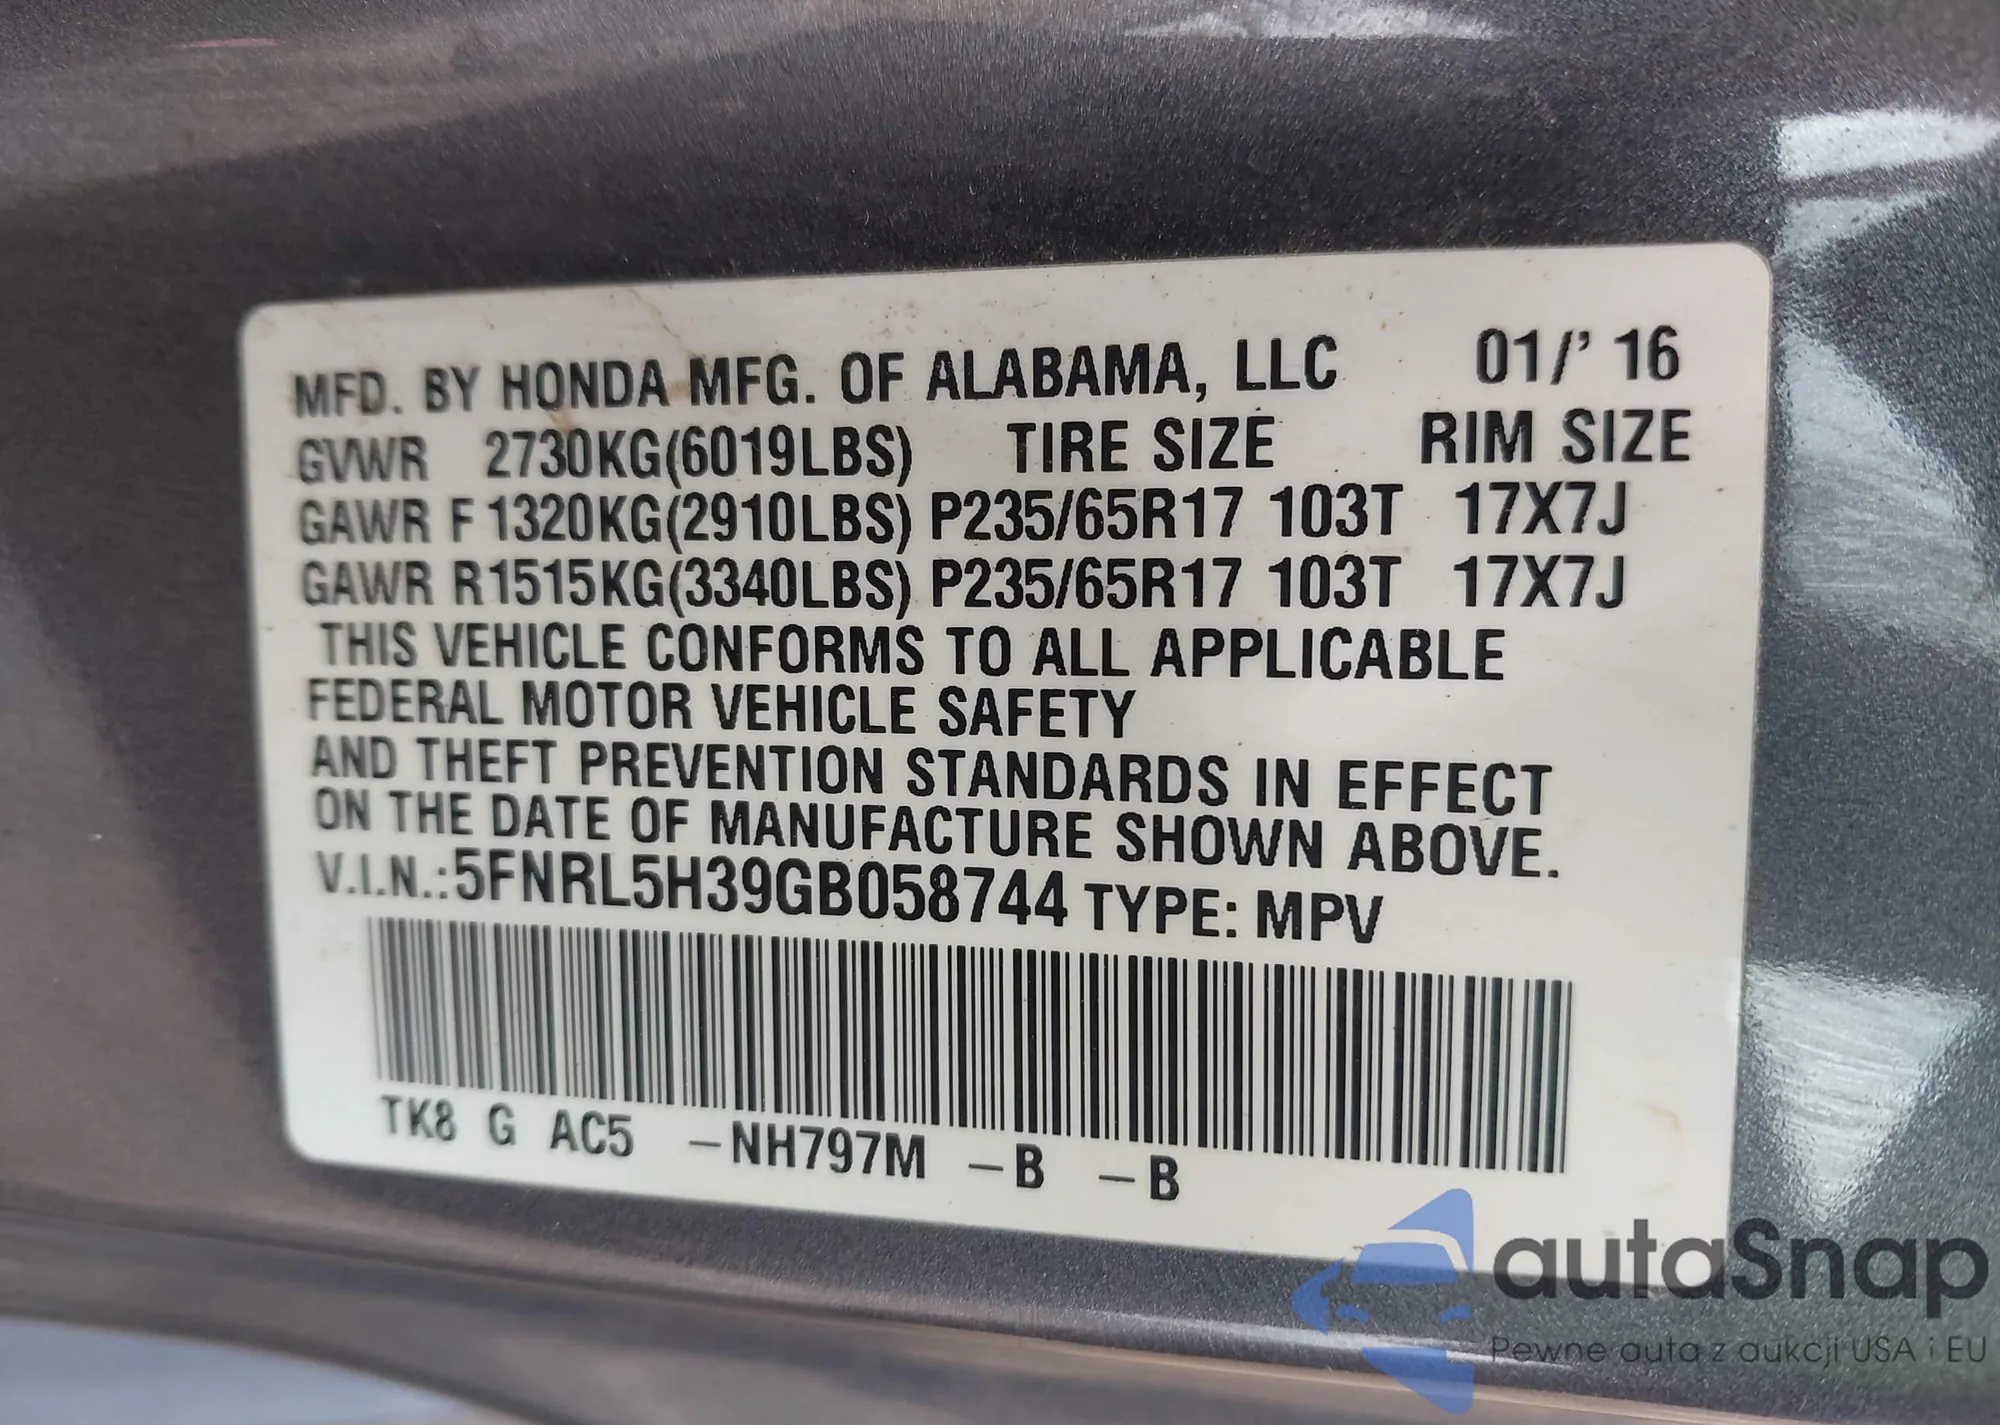 MFD. BY HONDA MFG. OF ALABAMA, LLC 01/' 16
GVWR 2730KG(6019LBS) TIRE SIZE RIM SIZE
GAWR F 1320KG(2910LBS) P235/65R17 103T 17X7J
GAWR R1515KG(3340LBS) P235/65R17 103T 17X7J
THIS VEHICLE CONFORMS TO ALL APPLICABLE
FEDERAL MOTOR VEHICLE SAFETY
AND THEFT PREVENTION STANDARDS IN EFFECT
ON THE DATE OF MANUFACTURE SHOWN ABOVE.
V.I.N.:5FNRL5H39GB058744 TYPE: MPV
TK8 G AC5 –NH797M –B –B
autaSnap
Pewne auta z aukcji USA i EU